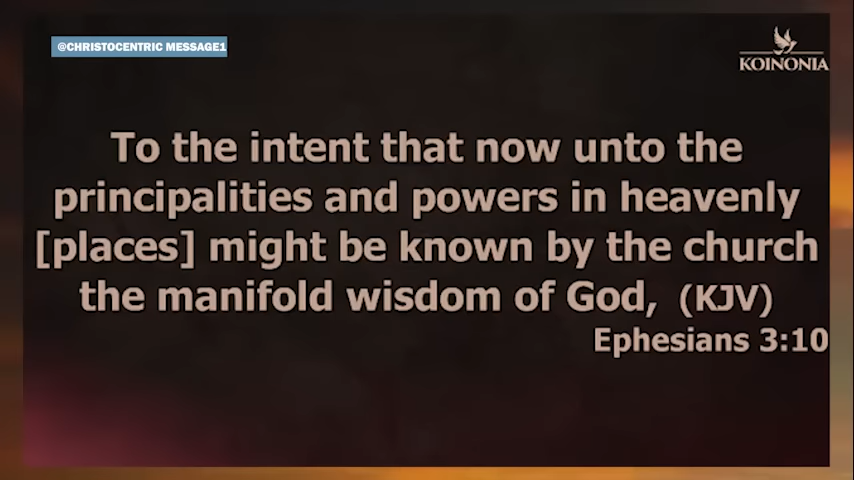 @CHRISTOCENTRIC MESSAGE1
KOINONIA
To the intent that now unto the
principalities and powers in heavenly
[places] might be known by the church
the manifold wisdom of God, (KJV)
Ephesians 3:10